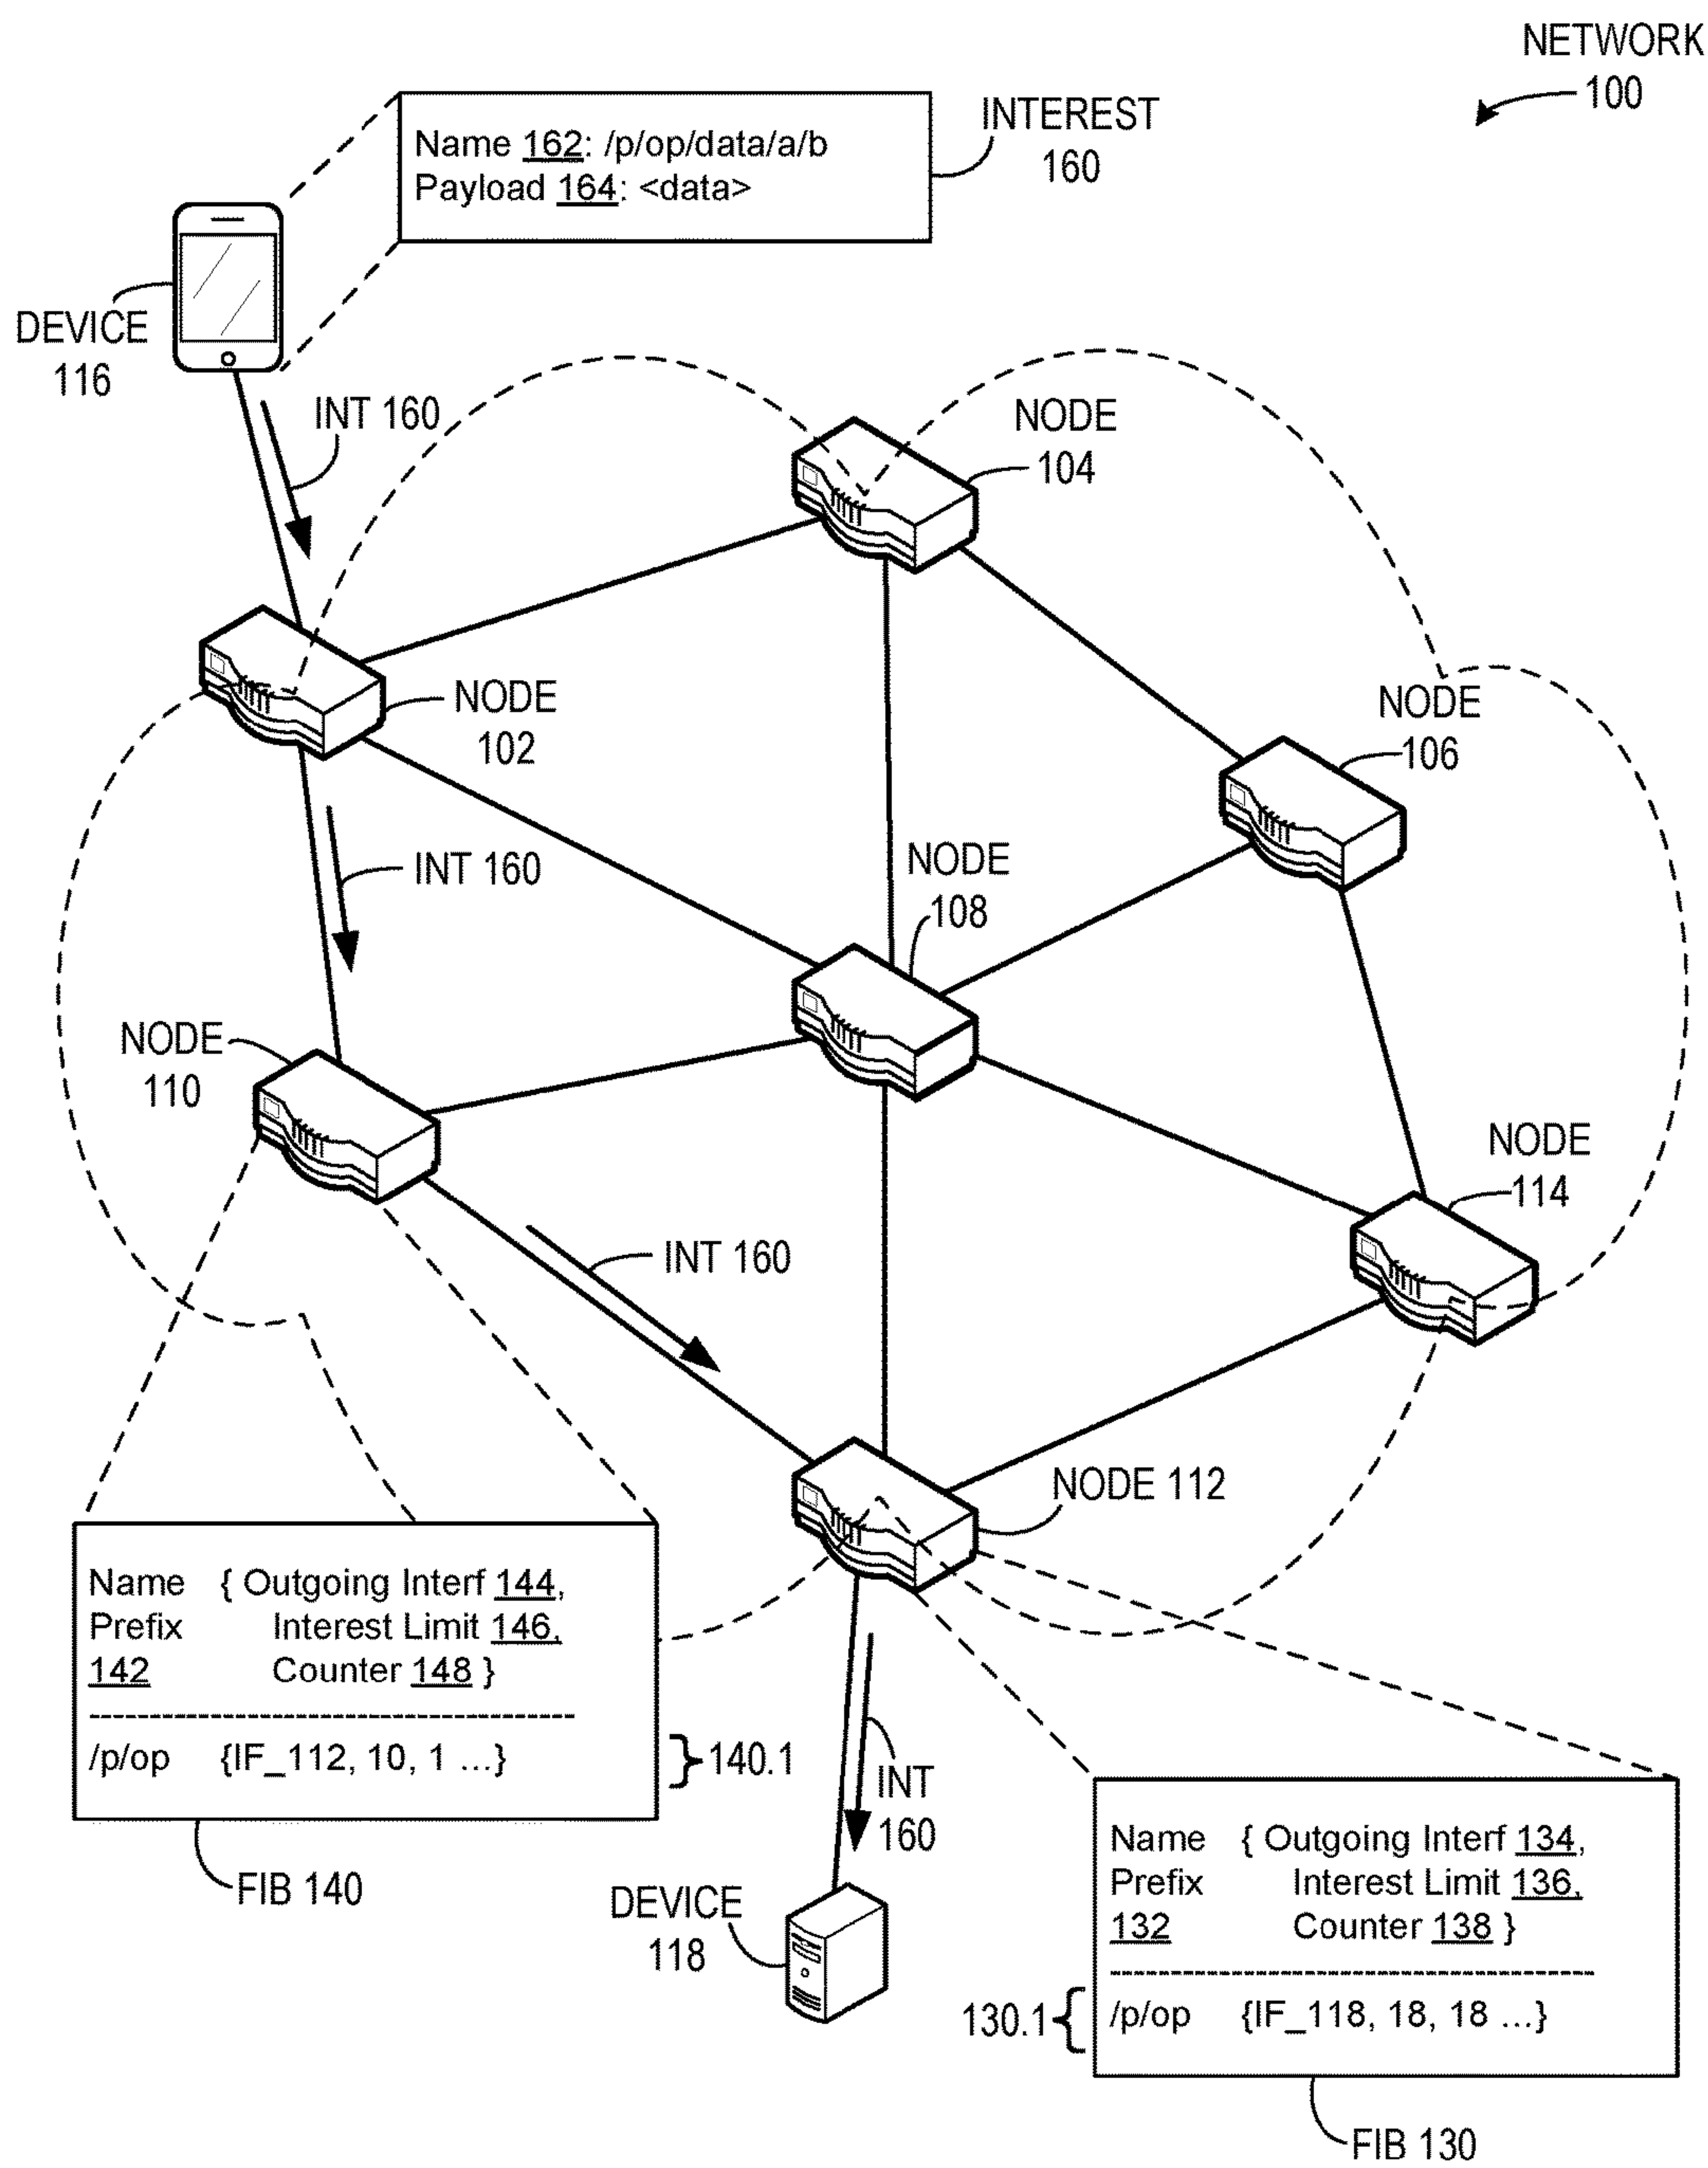 NETWORK
100
Name 162: /p/op/data/a/b
Payload 164: <data>
INTEREST
160
DEVICE
116
INT 160
NODE
104
NODE
102
NODE
106
INT 160
NODE
108
NODE
110
NODE
114
INT 160
NODE 112
Name { Outgoing Interf 144,
Prefix Interest Limit 146,
142 Counter 148 }
--------------------------------------
/p/op {IF_112, 10, 1 ...}
140.1
FIB 140
INT
160
DEVICE
118
Name { Outgoing Interf 134,
Prefix Interest Limit 136,
132 Counter 138 }
--------------------------------------
/p/op {IF_118, 18, 18 ...}
130.1
FIB 130